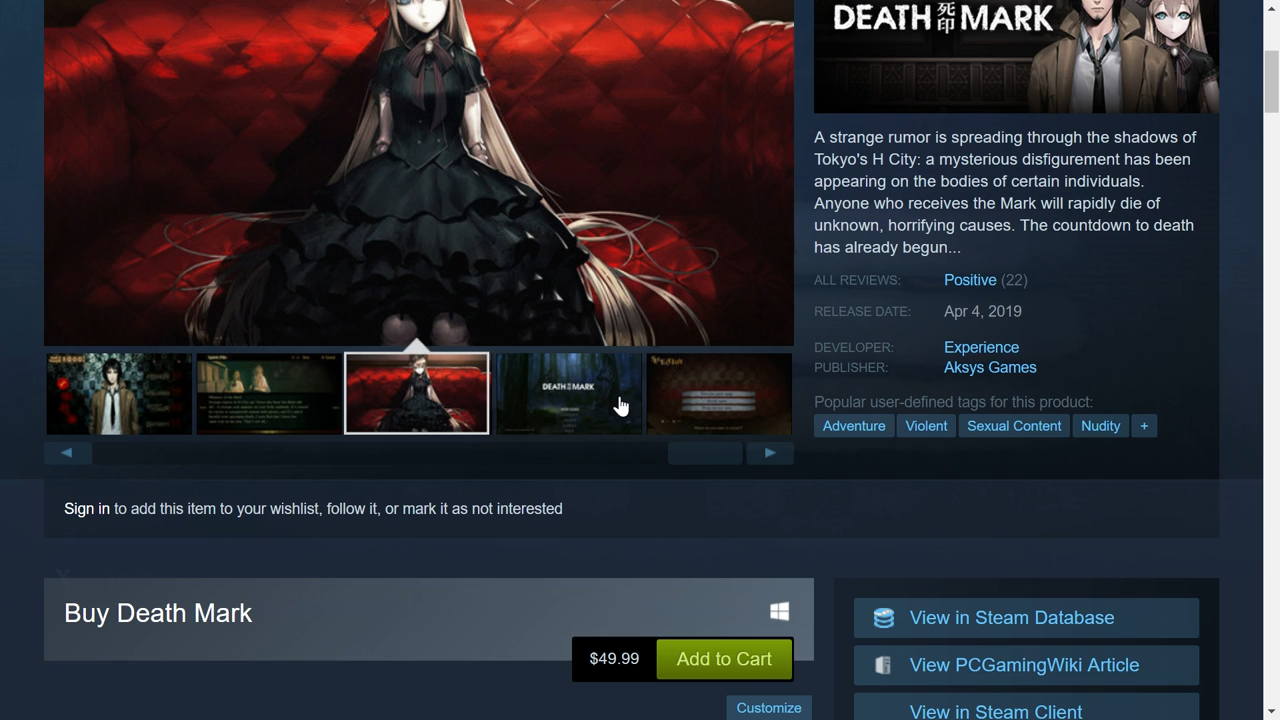 DEATH 死印 MARK
A strange rumor is spreading through the shadows of
Tokyo's H City: a mysterious disfigurement has been
appearing on the bodies of certain individuals.
Anyone who receives the Mark will rapidly die of
unknown, horrifying causes. The countdown to death
has already begun...
ALL REVIEWS: Positive (22)
RELEASE DATE: Apr 4, 2019
DEVELOPER: Experience
PUBLISHER: Aksys Games
Popular user-defined tags for this product:
Adventure Violent Sexual Content Nudity +
DEATH MARK
Sign in to add this item to your wishlist, follow it, or mark it as not interested
Buy Death Mark
$49.99 Add to Cart
Customize
View in Steam Database
View PCGamingWiki Article
View in Steam Client